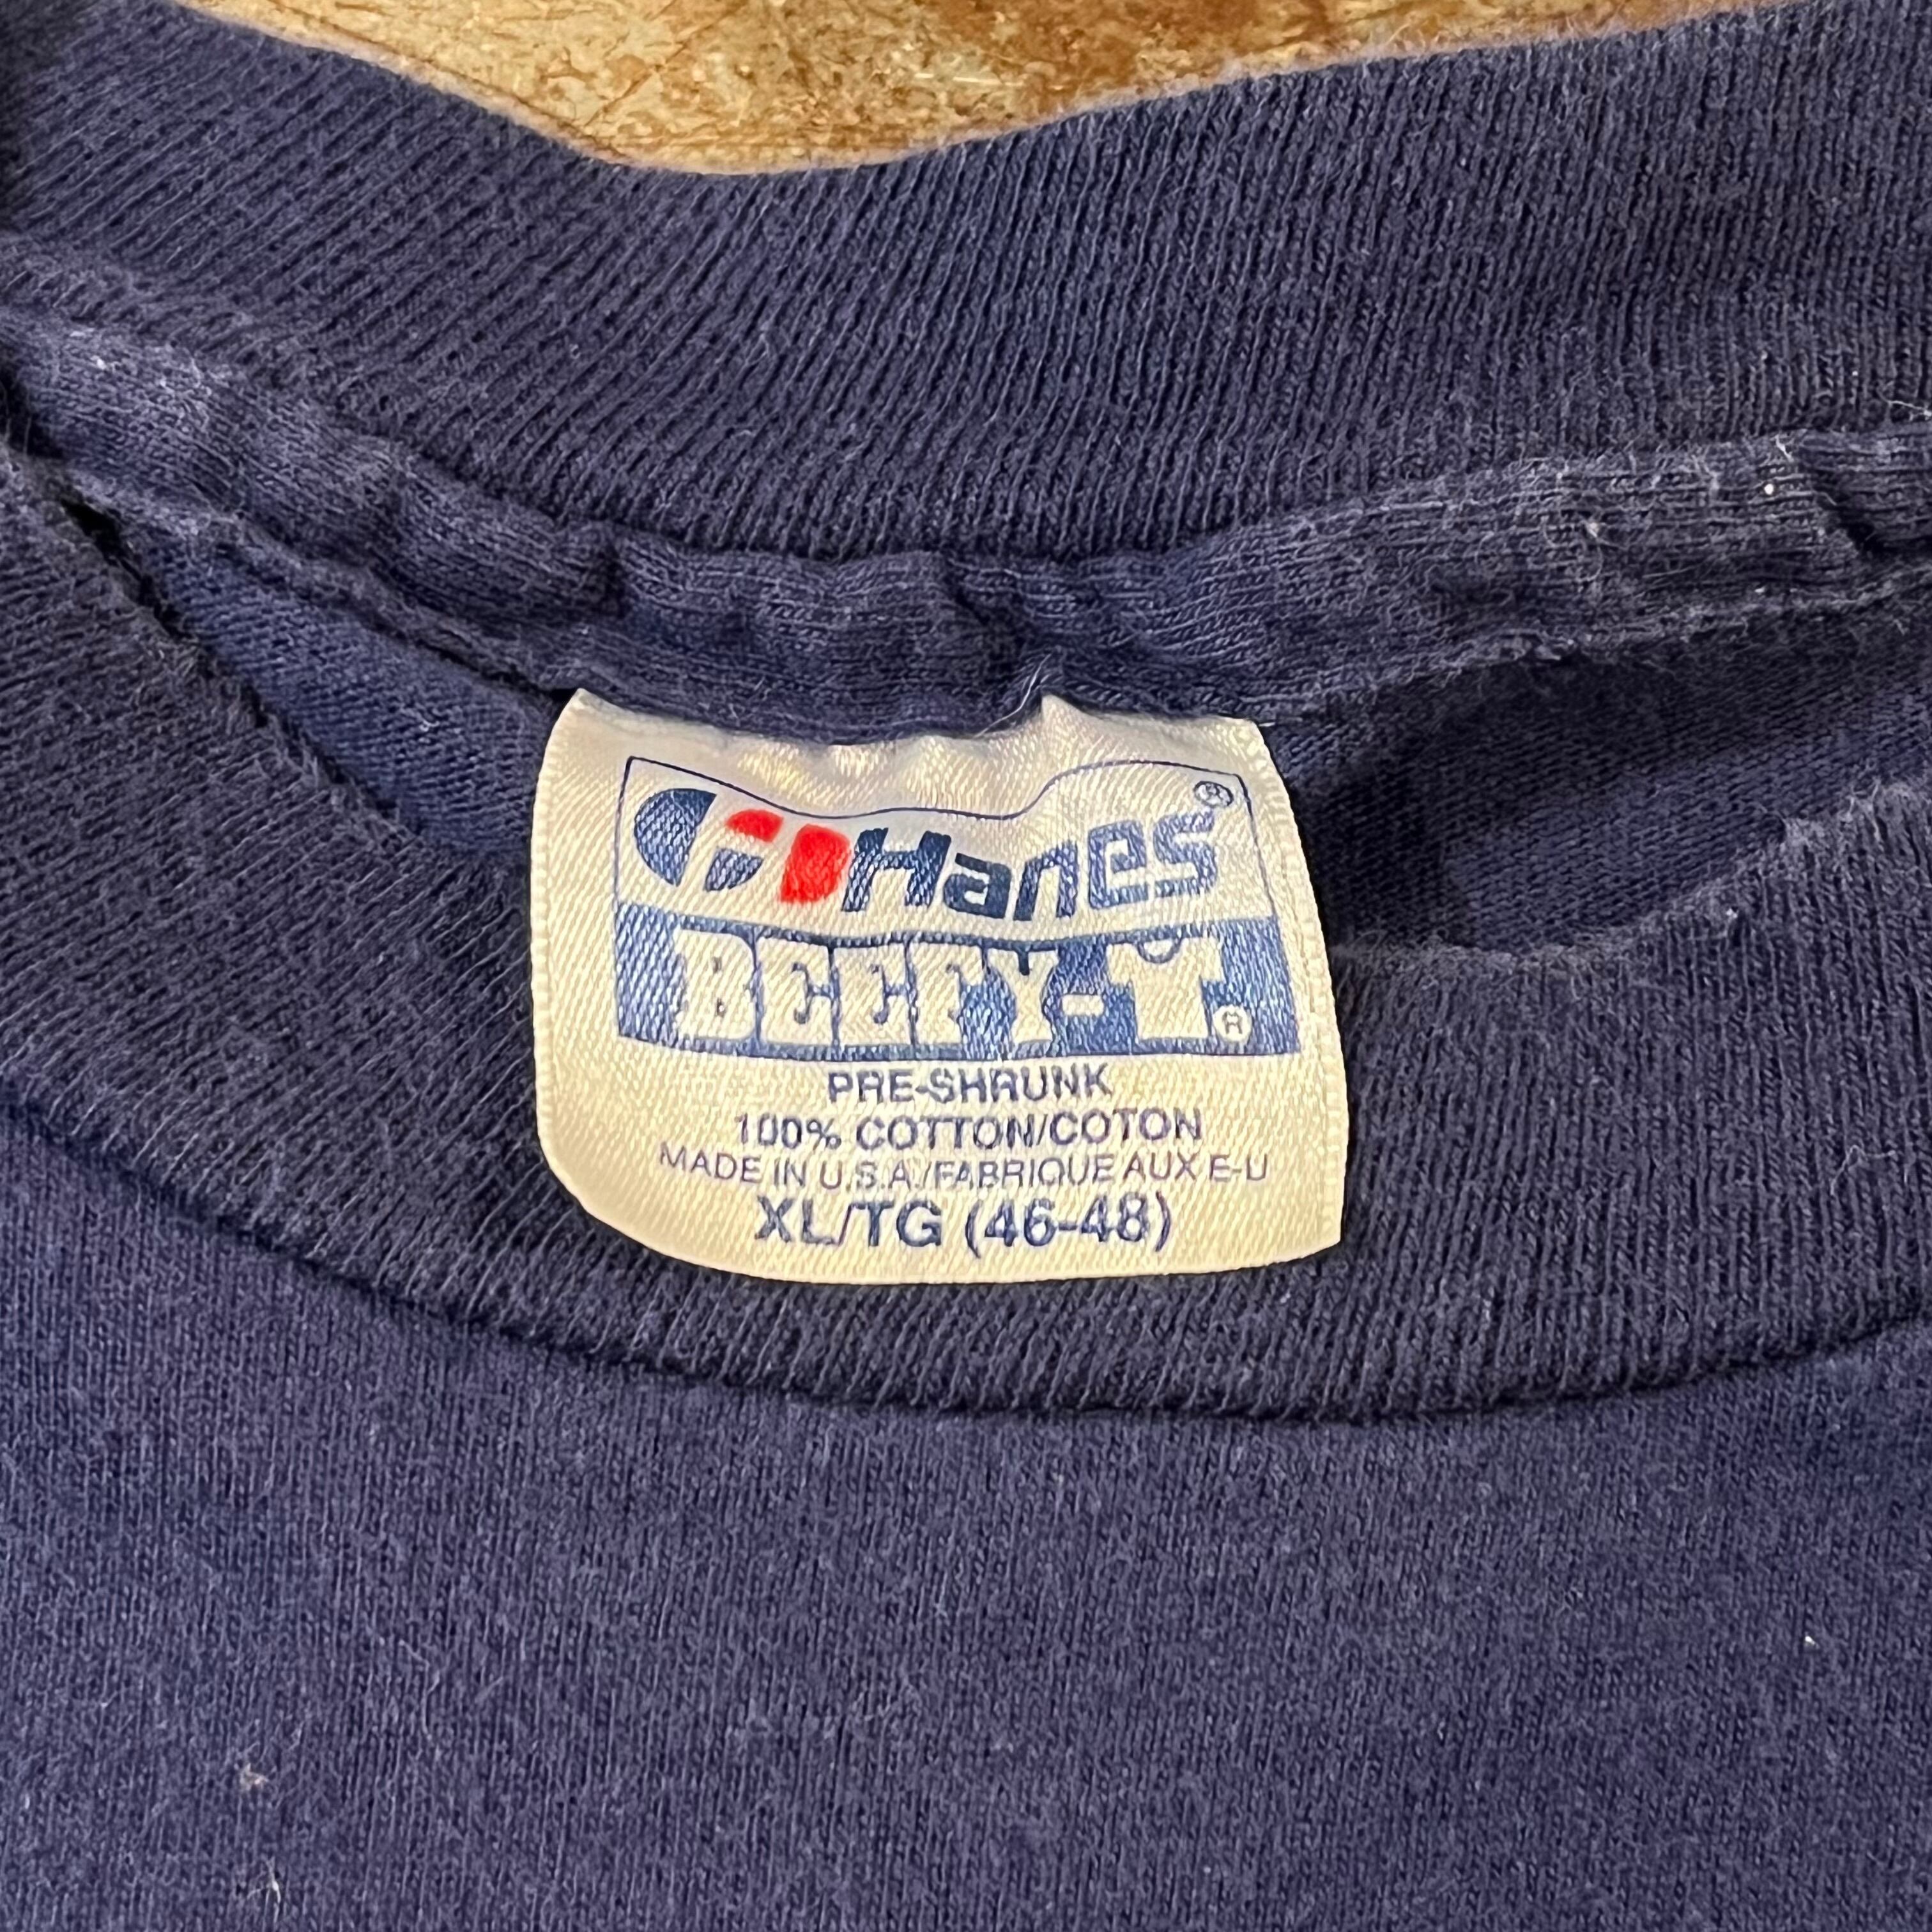 Hanes®
BEEFY-T®
PRE-SHRUNK
100% COTTON/COTON
MADE IN U.S.A./FABRIQUE AUX E-U
XL/TG (46-48)